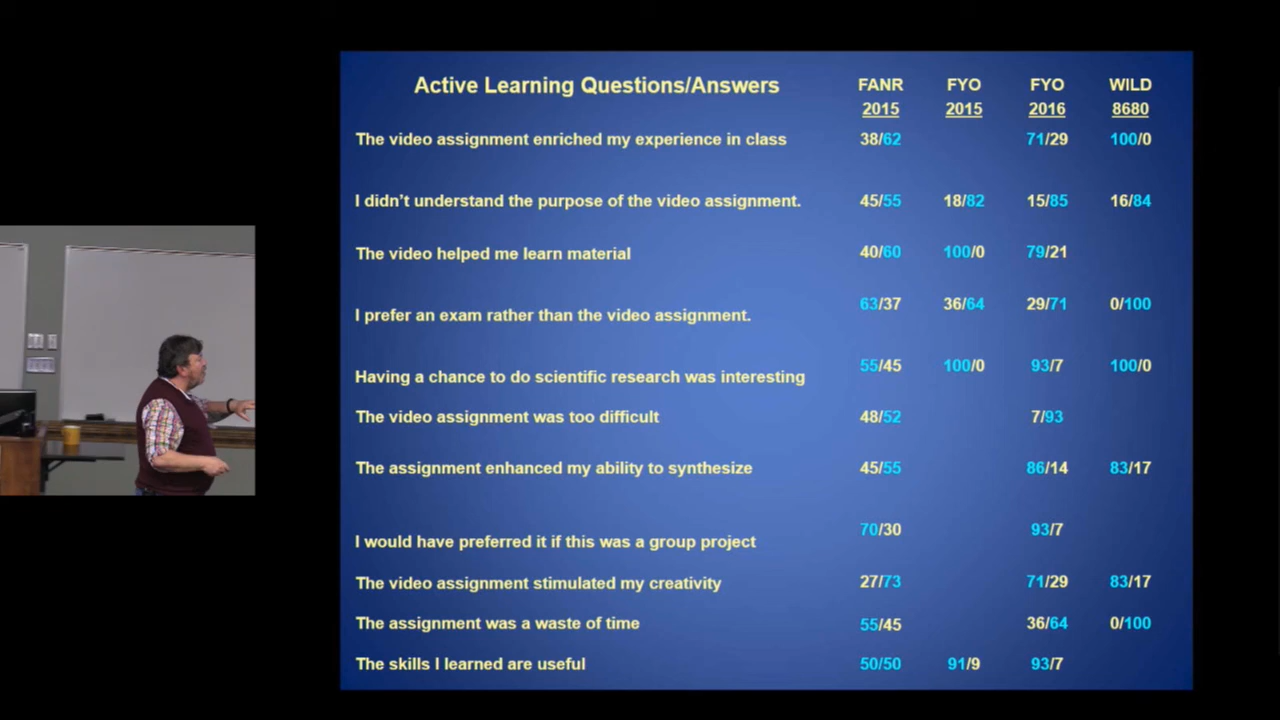 Active Learning Questions/Answers FANR FYO FYO WILD
2015 2015 2016 8680
The video assignment enriched my experience in class 38/62 71/29 100/0
I didn't understand the purpose of the video assignment. 45/55 18/82 15/85 16/84
The video helped me learn material 40/60 100/0 79/21
I prefer an exam rather than the video assignment. 63/37 36/64 29/71 0/100
Having a chance to do scientific research was interesting 55/45 100/0 93/7 100/0
The video assignment was too difficult 48/52 7/93
The assignment enhanced my ability to synthesize 45/55 86/14 83/17
I would have preferred it if this was a group project 70/30 93/7
The video assignment stimulated my creativity 27/73 71/29 83/17
The assignment was a waste of time 55/45 36/64 0/100
The skills I learned are useful 50/50 91/9 93/7